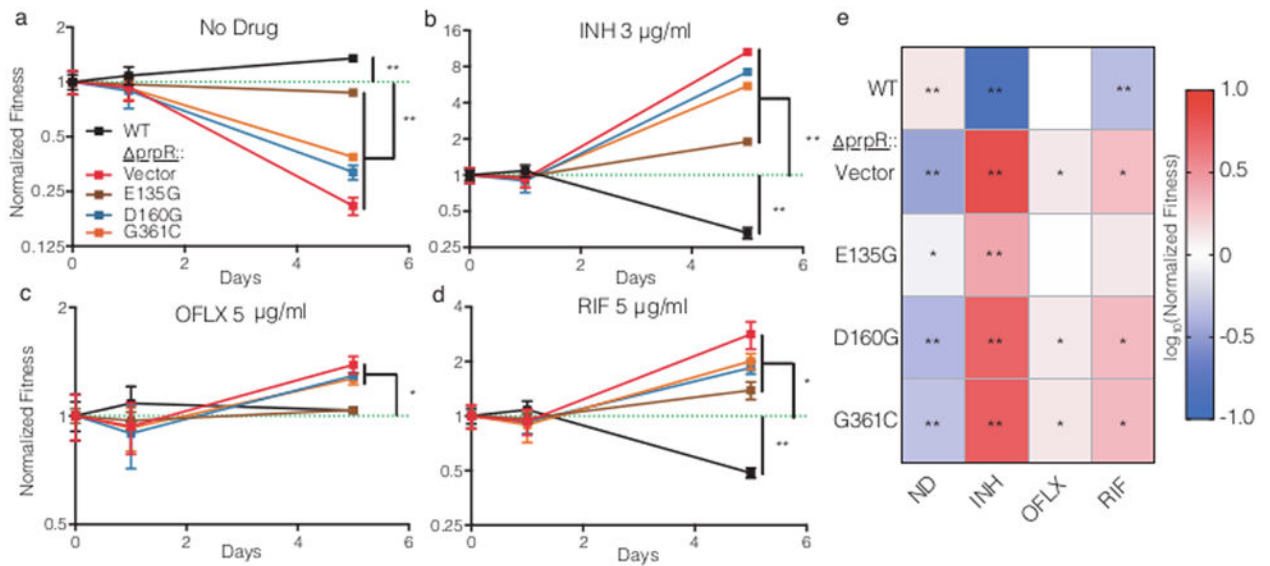 a
No Drug
Normalized Fitness
2
1
0.5
0.25
0.125
0
2
4
6
Days
WT
ΔprpR::
Vector
E135G
D160G
G361C
**
**
b
INH 3 µg/ml
16
8
4
2
1
0.5
0.25
0
2
4
6
Days
**
**
c
OFLX 5 µg/ml
Normalized Fitness
2
1
0.5
0
2
4
6
Days
*
d
RIF 5 µg/ml
4
2
1
0.5
0.25
0
2
4
6
Days
*
**
e
WT
** ** **
ΔprpR::
Vector
** ** * *
E135G
* **
D160G
** ** * *
G361C
** ** * *
ND
INH
OFLX
RIF
1.0
0.5
0
-0.5
-1.0
log10(Normalized Fitness)